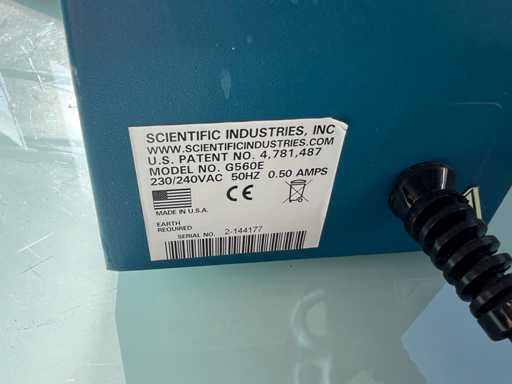 SCIENTIFIC INDUSTRIES, INC
WWW.SCIENTIFICINDUSTRIES.COM
U.S. PATENT NO. 4,781,487
MODEL NO. G560E
230/240VAC 50HZ 0.50 AMPS
CE
MADE IN U.S.A.
EARTH
REQUIRED
SERIAL NO. 2-144177